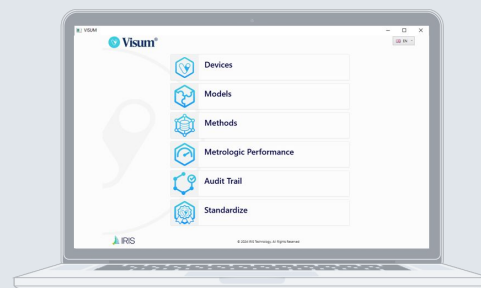 VISUM
Visum®
EN
Devices
Models
Methods
Metrologic Performance
Audit Trail
Standardize
IRIS
© 2024 IRIS Technology. All Rights Reserved